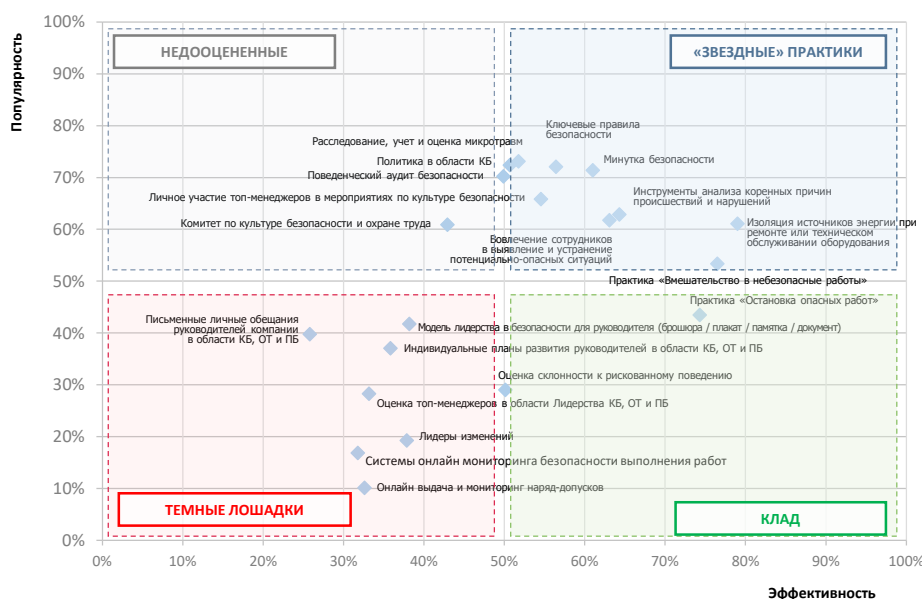 Популярность
100%
90%
80%
70%
60%
50%
40%
30%
20%
10%
0%
НЕДООЦЕНЕННЫЕ
«ЗВЕЗДНЫЕ» ПРАКТИКИ
Ключевые правила
безопасности
Расследование, учет и оценка микротравм
Политика в области КБ
Минутка безопасности
Поведенческий аудит безопасности
Личное участие топ-менеджеров в мероприятиях по культуре безопасности
Инструменты анализа коренных причин
происшествий и нарушений
Комитет по культуре безопасности и охране труда
Изоляция источников энергии при
ремонте или техническом
обслуживании оборудования
Вовлечение сотрудников
в выявление и устранение
потенциально-опасных ситуаций
Практика «Вмешательство в небезопасные работы»
Практика «Остановка опасных работ»
Письменные личные обещания
руководителей компании
в области КБ, ОТ и ПБ
Модель лидерства в безопасности для руководителя (брошюра / плакат / памятка / документ)
Индивидуальные планы развития руководителей в области КБ, ОТ и ПБ
Оценка склонности к рискованному поведению
Оценка топ-менеджеров в области Лидерства КБ, ОТ и ПБ
Лидеры изменений
Системы онлайн мониторинга безопасности выполнения работ
Онлайн выдача и мониторинг наряд-допусков
ТЕМНЫЕ ЛОШАДКИ
КЛАД
0%
10%
20%
30%
40%
50%
60%
70%
80%
90%
100%
Эффективность